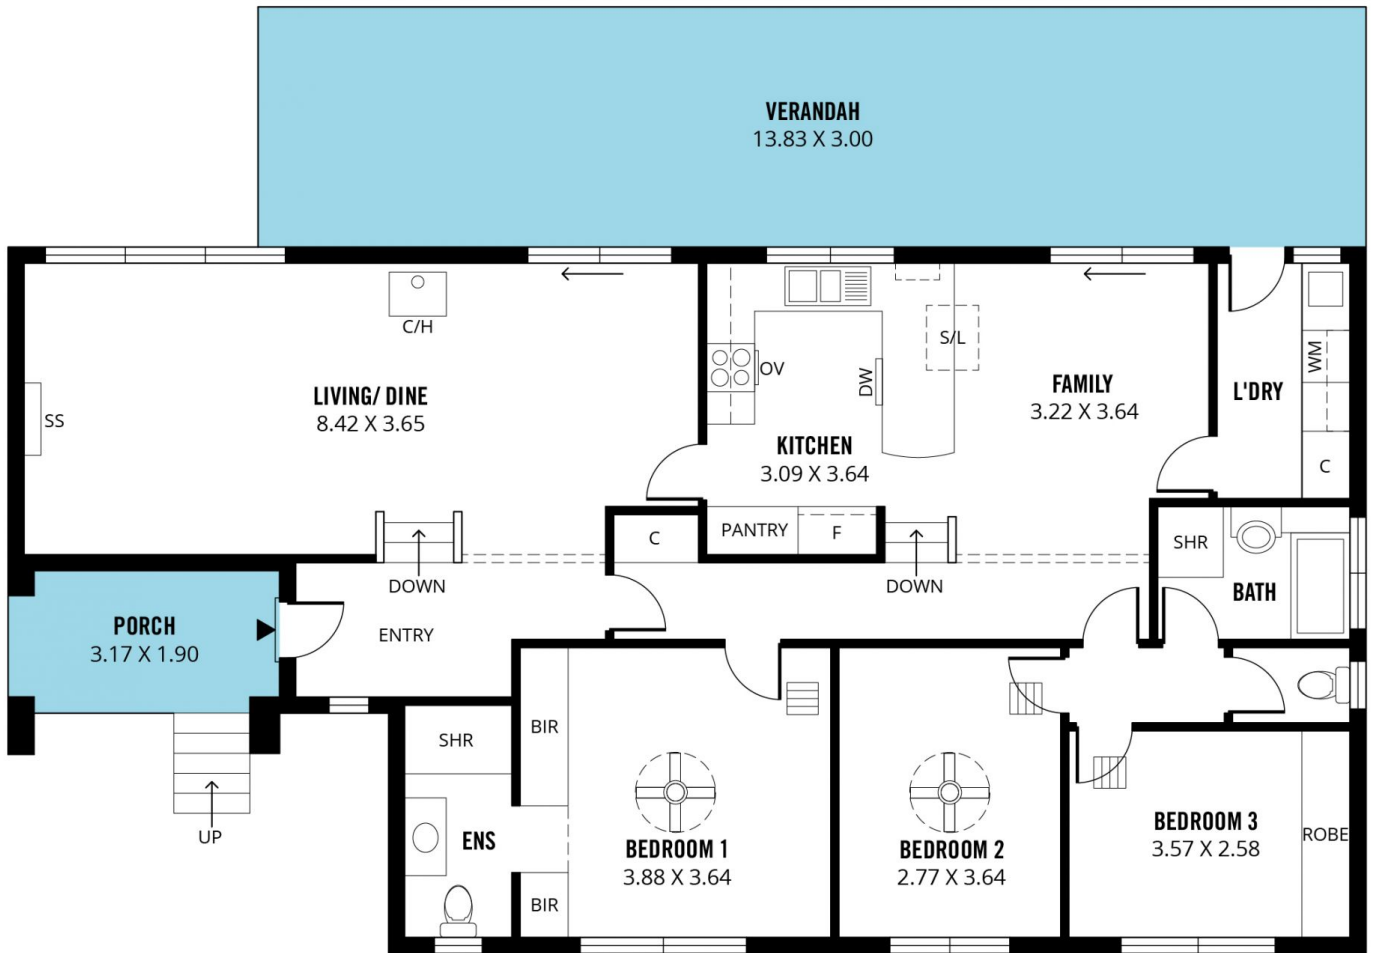 VERANDAH
13.83 X 3.00
C/H
SS
LIVING/ DINE
8.42 X 3.65
OV
DW
S/L
KITCHEN
3.09 X 3.64
FAMILY
3.22 X 3.64
L'DRY
WM
C
PANTRY
F
C
SHR
BATH
DOWN
DOWN
ENTRY
PORCH
3.17 X 1.90
UP
SHR
BIR
ENS
BIR
BEDROOM 1
3.88 X 3.64
BEDROOM 2
2.77 X 3.64
BEDROOM 3
3.57 X 2.58
ROBE